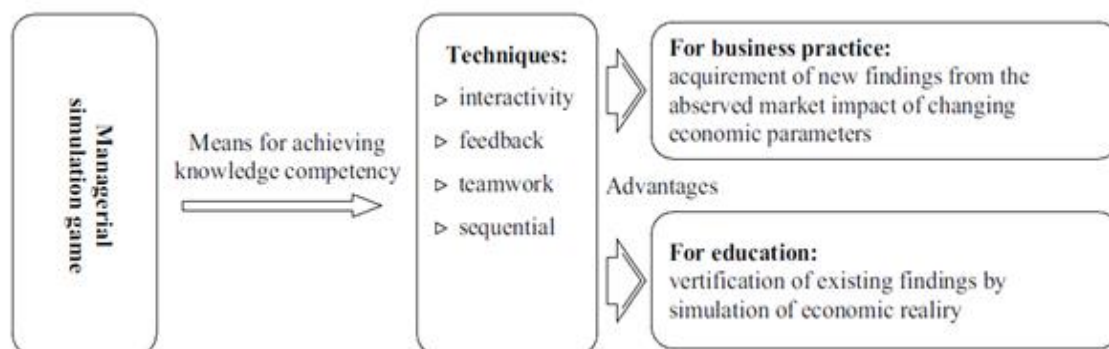 Managerial
simulation game
Means for achieving
knowledge competency
Techniques:
▹ interactivity
▹ feedback
▹ teamwork
▹ sequential
Advantages
For business practice:
acquirement of new findings from the
abserved market impact of changing
economic parameters
For education:
vertification of existing findings by
simulation of economic realiry